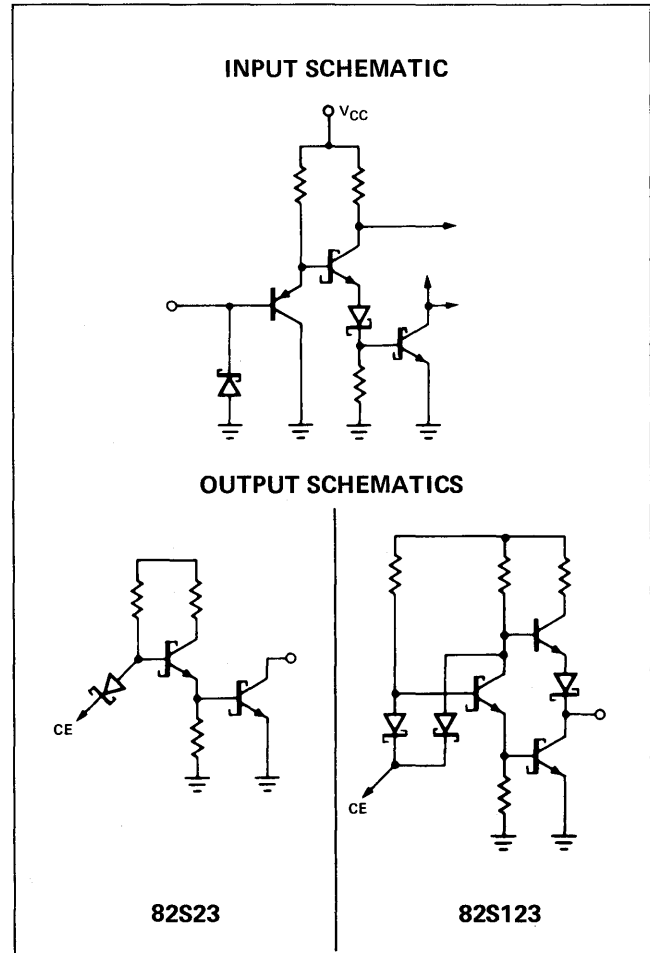 INPUT SCHEMATIC
VCC
OUTPUT SCHEMATICS
CE
CE
82S23
82S123